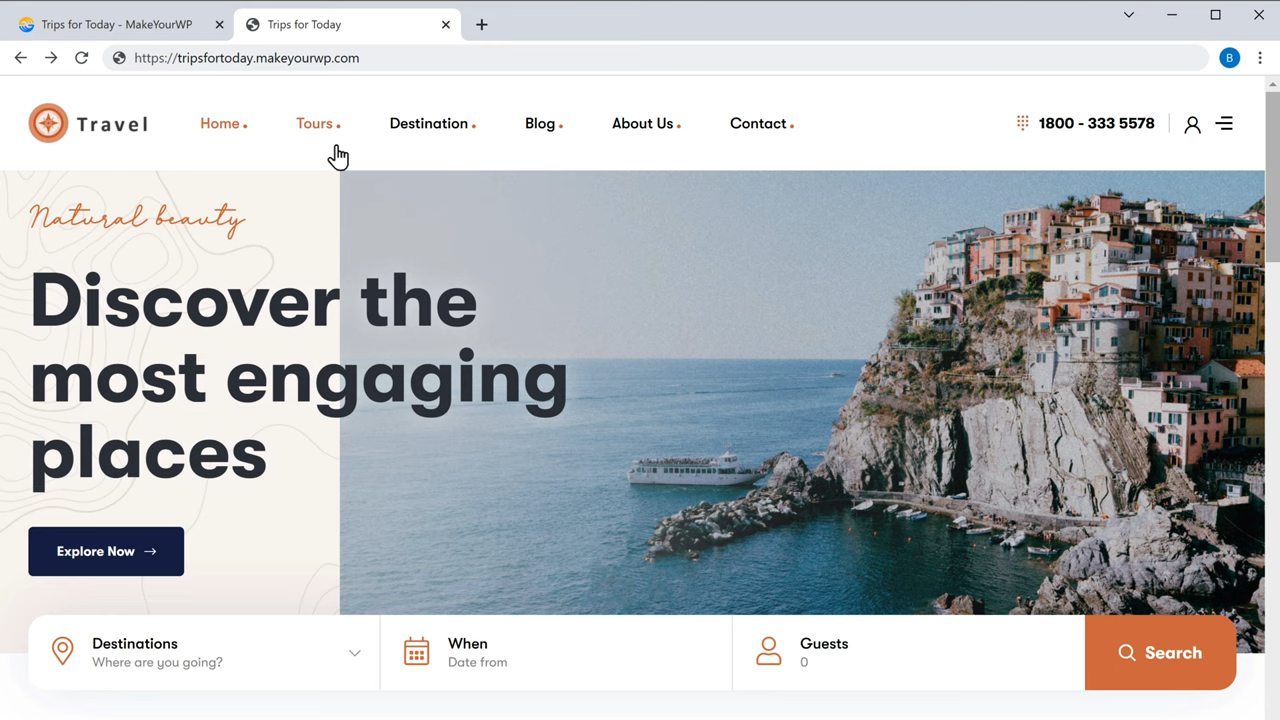 Trips for Today - MakeYourWP
Trips for Today
https://tripsfortoday.makeyourwp.com
B
Travel
Home
Tours
Destination
Blog
About Us
Contact
1800 - 333 5578
Natural beauty
Discover the
most engaging
places
Explore Now
Destinations
Where are you going?
When
Date from
Guests
0
Search